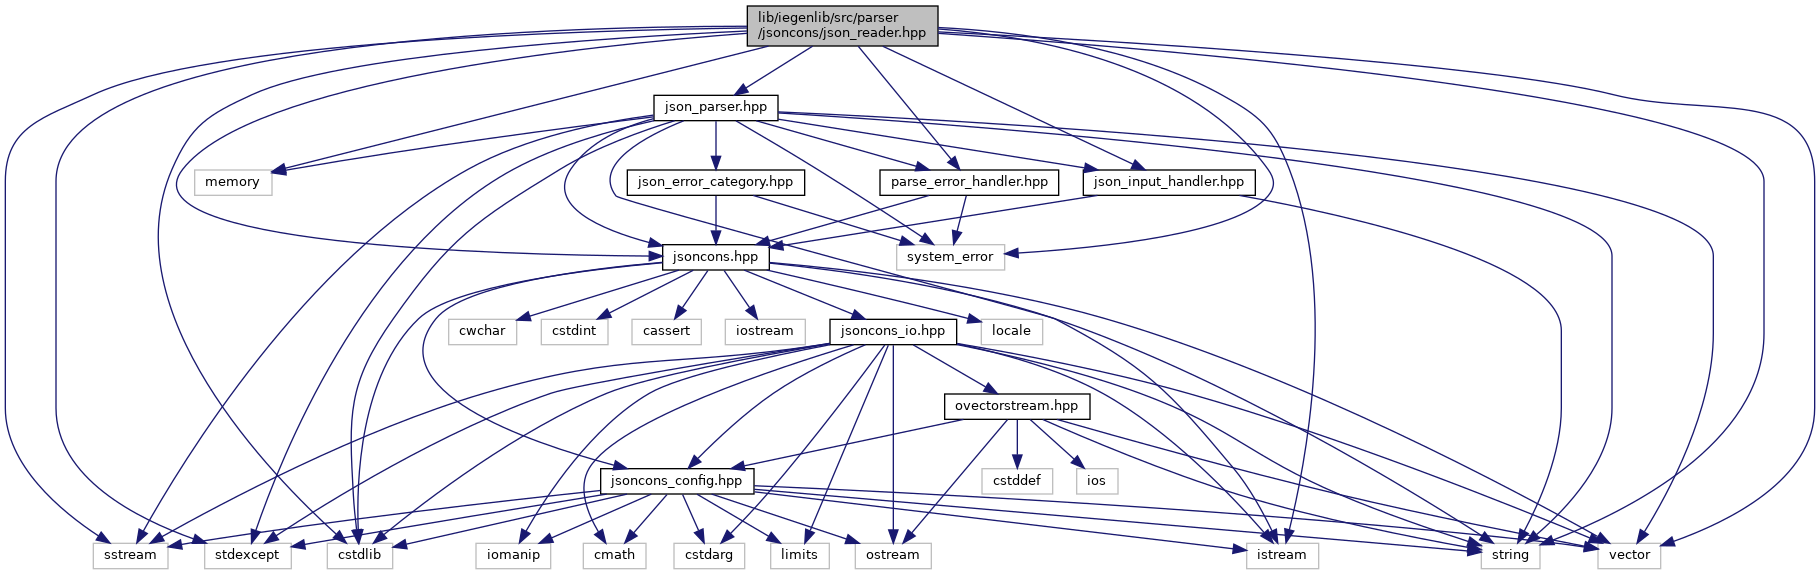 lib/iegenlib/src/parser
/jsoncons/json_reader.hpp
json_parser.hpp
memory
json_error_category.hpp
parse_error_handler.hpp
json_input_handler.hpp
jsoncons.hpp
system_error
cwchar
cstdint
cassert
iostream
jsoncons_io.hpp
locale
ovectorstream.hpp
jsoncons_config.hpp
cstddef
ios
sstream
stdexcept
cstdlib
iomanip
cmath
cstdarg
limits
ostream
istream
string
vector